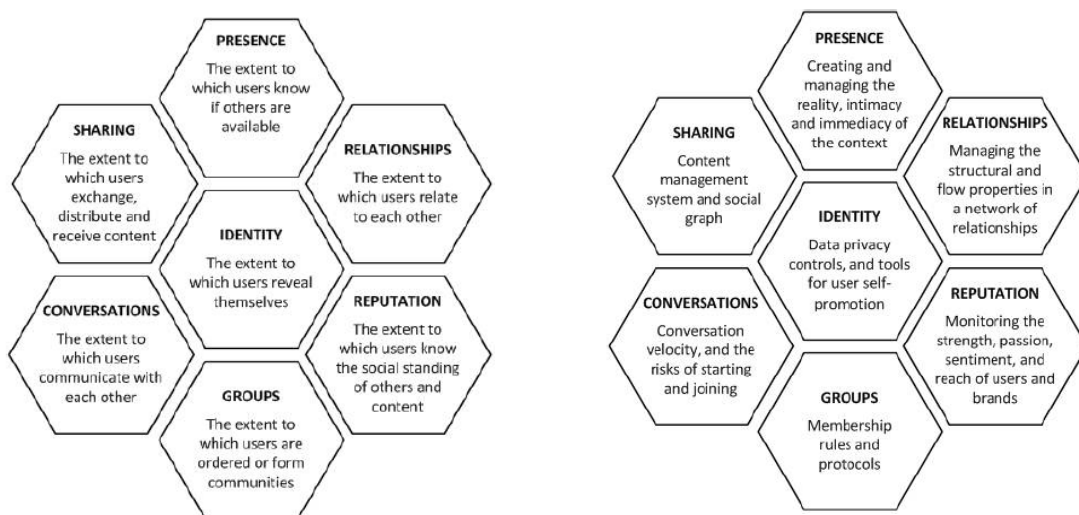 PRESENCE
The extent to
which users know
if others are
available
SHARING
The extent to
which users
exchange,
distribute and
receive content
RELATIONSHIPS
The extent to
which users relate
to each other
IDENTITY
The extent to
which users reveal
themselves
CONVERSATIONS
The extent to
which users
communicate with
each other
REPUTATION
The extent to
which users know
the social standing
of others and
content
GROUPS
The extent to
which users are
ordered or form
communities
PRESENCE
Creating and
managing the
reality, intimacy
and immediacy of
the context
SHARING
Content
management
system and social
graph
RELATIONSHIPS
Managing the
structural and
flow properties in
a network of
relationships
IDENTITY
Data privacy
controls, and tools
for user self-
promotion
CONVERSATIONS
Conversation
velocity, and the
risks of starting
and joining
REPUTATION
Monitoring the
strength, passion,
sentiment, and
reach of users and
brands
GROUPS
Membership
rules and
protocols